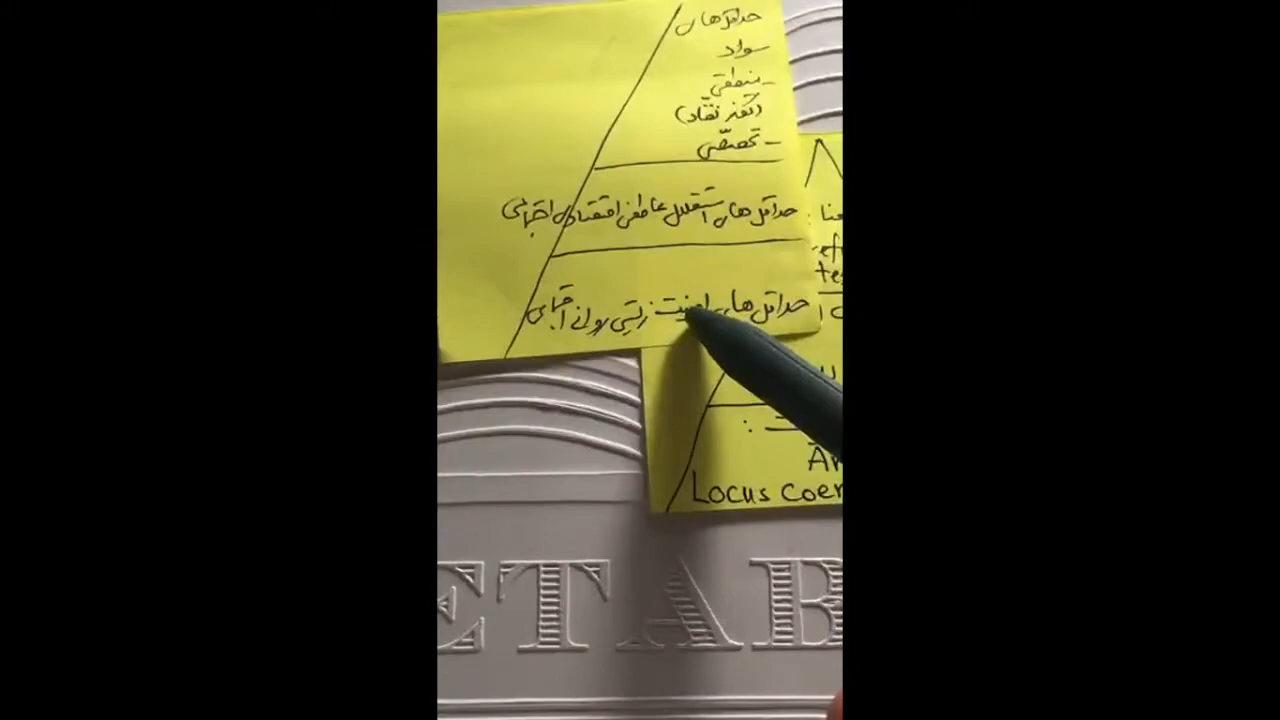 حداقل‌های
سواد
- منطقی
(تفکر نقاد)
- تخصصی
حداقل‌های استقلال عاطفی اقتصادی اجتماعی
حداقل‌های امنیت زیستی روانی اجتماعی
Locus coer
ETAB